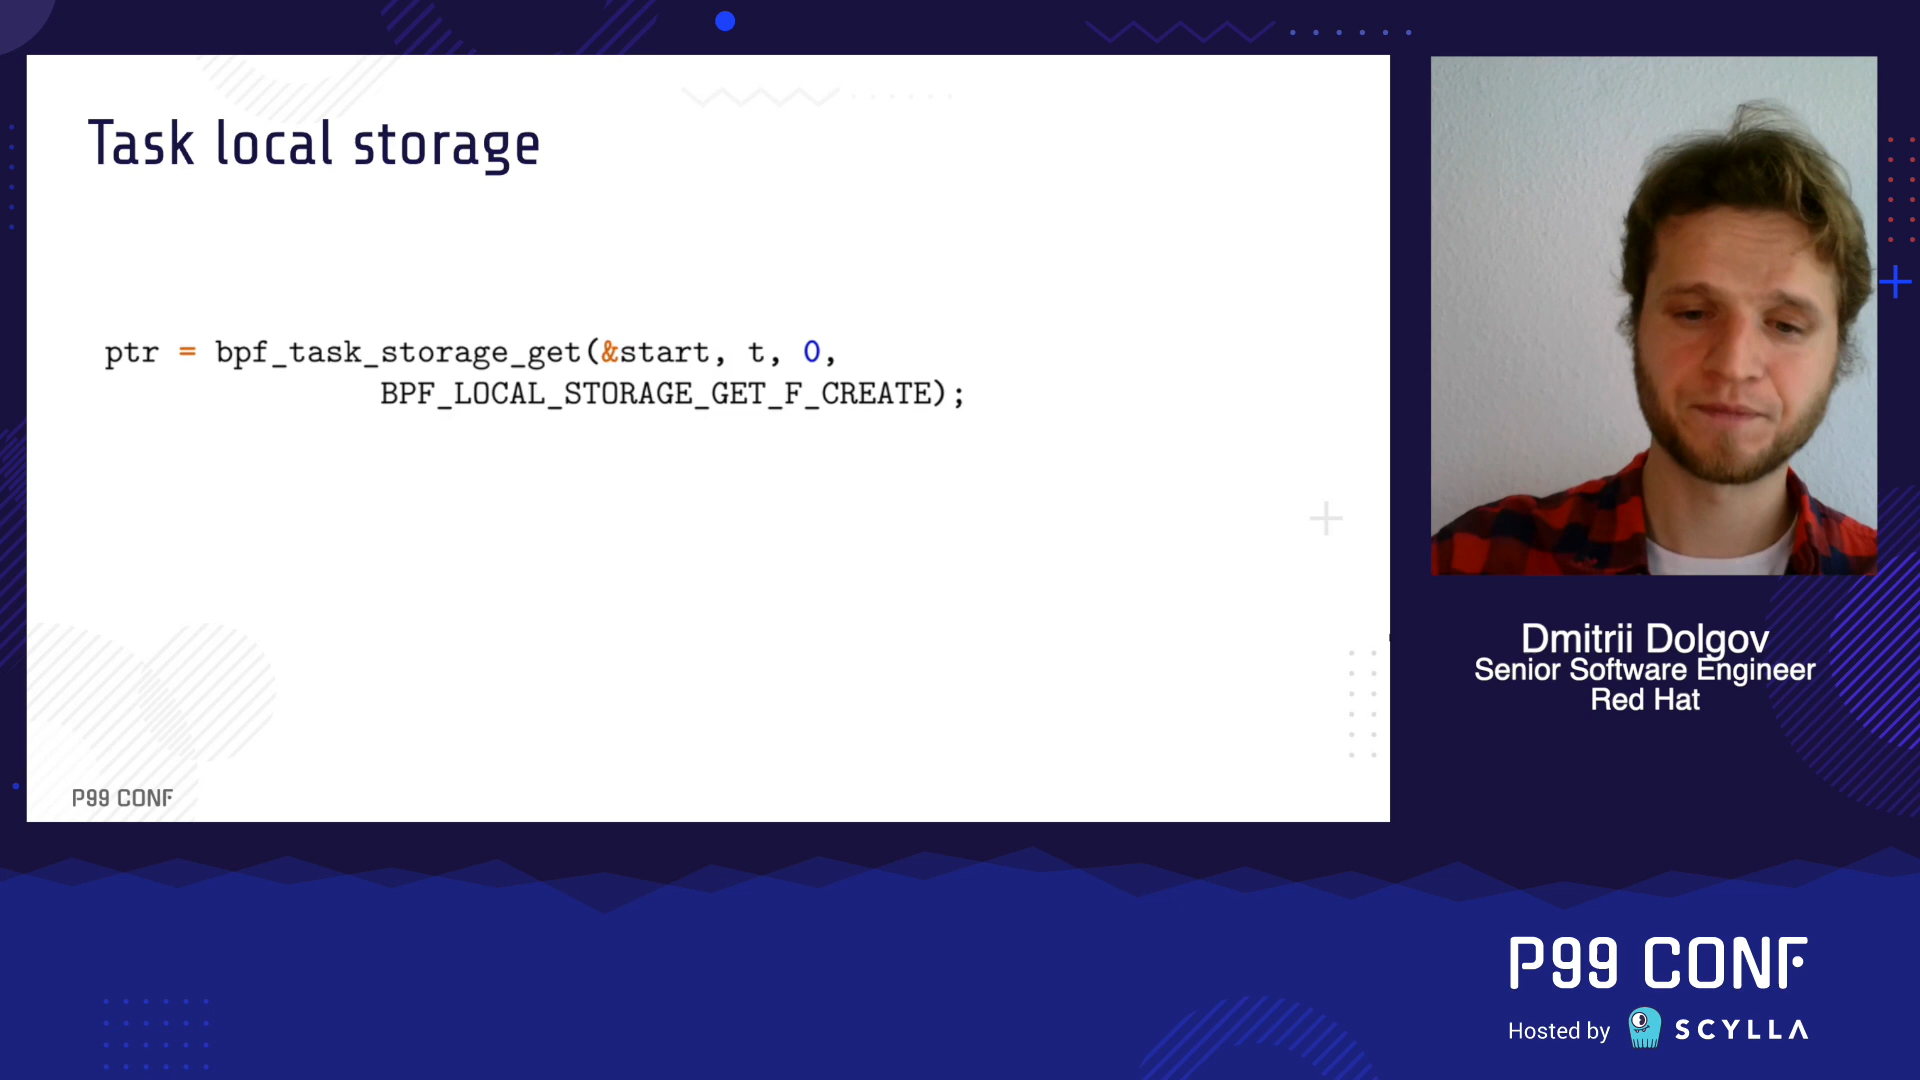 Task local storage
ptr = bpf_task_storage_get(&start, t, 0,
BPF_LOCAL_STORAGE_GET_F_CREATE);
P99 CONF
Dmitrii Dolgov
Senior Software Engineer
Red Hat
P99 CONF
Hosted by SCYLLA